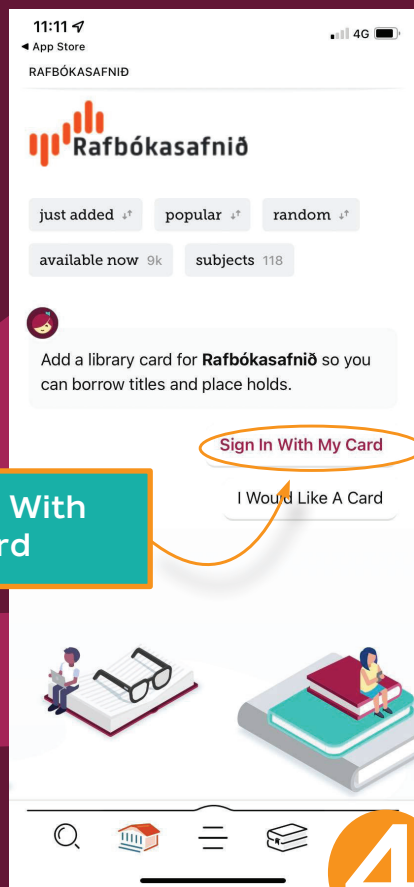 11:11
4G
◀ App Store
RAFBÓKASAFNIÐ
Rafbókasafnið
just added
popular
random
available now 9k
subjects 118
Add a library card for Rafbókasafnið so you
can borrow titles and place holds.
Sign In With My Card
I Would Like A Card
With
rd
4